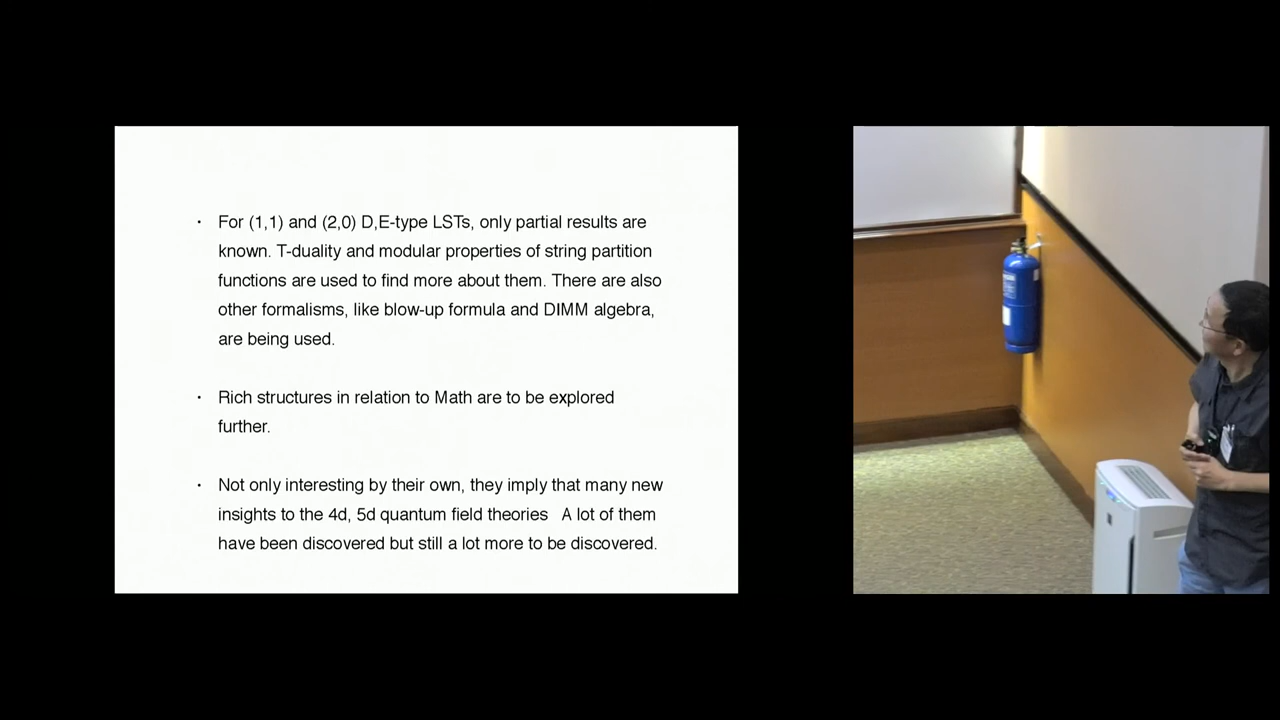 · For (1,1) and (2,0) D,E-type LSTs, only partial results are
known. T-duality and modular properties of string partition
functions are used to find more about them. There are also
other formalisms, like blow-up formula and DIMM algebra,
are being used.
· Rich structures in relation to Math are to be explored
further.
· Not only interesting by their own, they imply that many new
insights to the 4d, 5d quantum field theories A lot of them
have been discovered but still a lot more to be discovered.